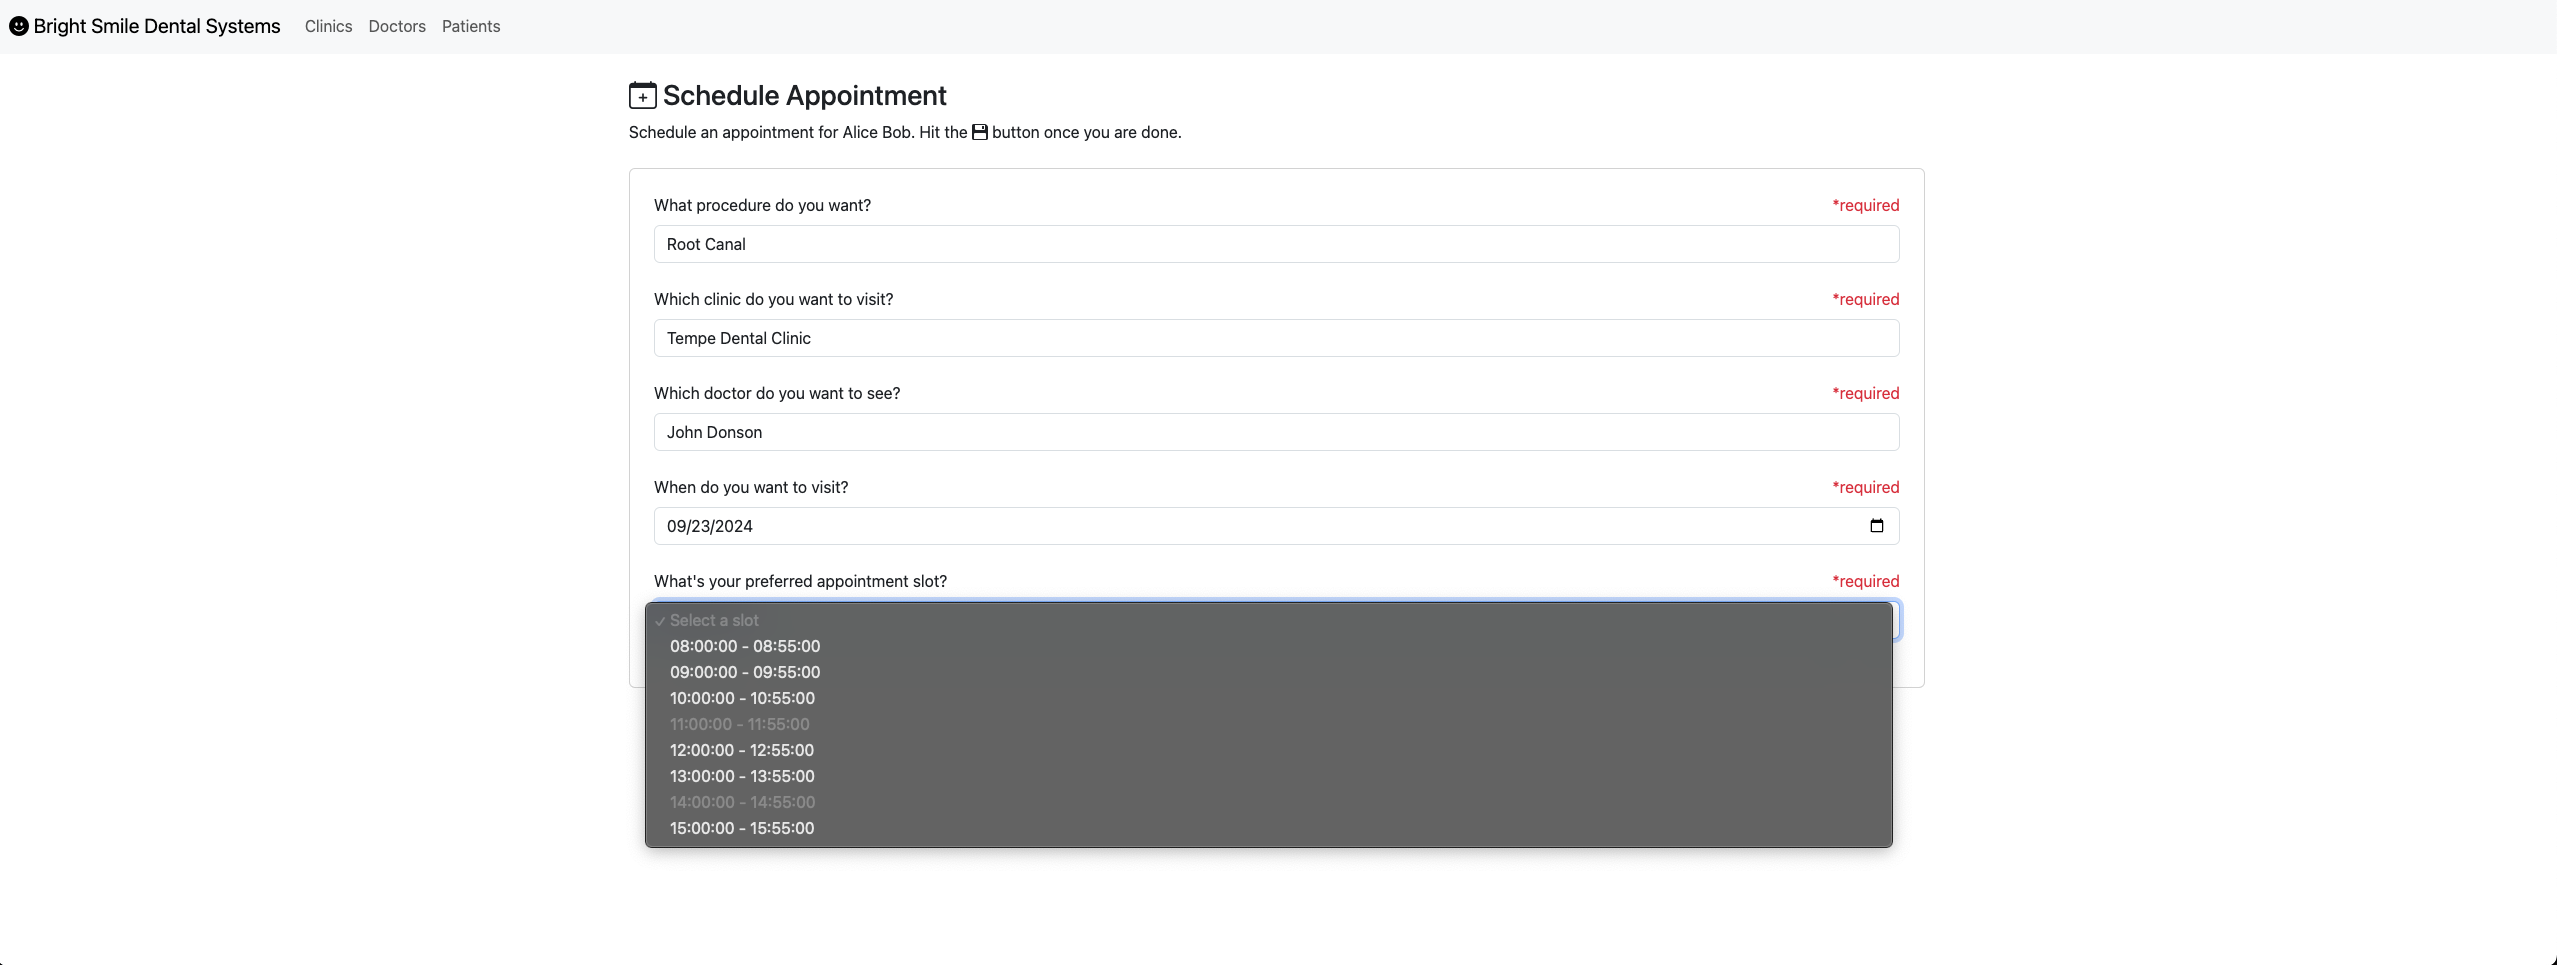 Bright Smile Dental Systems Clinics Doctors Patients
Schedule Appointment
Schedule an appointment for Alice Bob. Hit the button once you are done.
What procedure do you want? *required
Root Canal
Which clinic do you want to visit? *required
Tempe Dental Clinic
Which doctor do you want to see? *required
John Donson
When do you want to visit? *required
09/23/2024
What's your preferred appointment slot? *required
✓ Select a slot
08:00:00 - 08:55:00
09:00:00 - 09:55:00
10:00:00 - 10:55:00
11:00:00 - 11:55:00
12:00:00 - 12:55:00
13:00:00 - 13:55:00
14:00:00 - 14:55:00
15:00:00 - 15:55:00